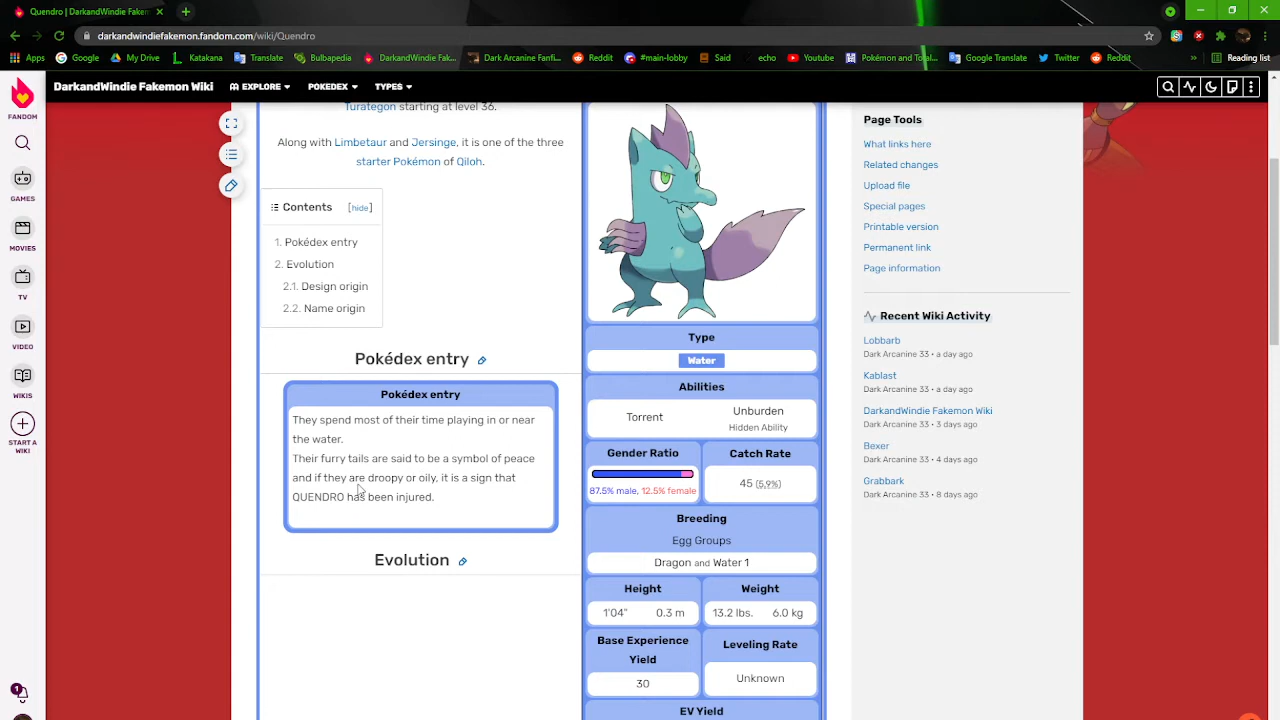 Quendro | DarkandWindie Fakemon
darkandwindiefakemon.fandom.com/wiki/Quendro
Apps
Google
My Drive
Katakana
Translate
Bulbapedia
DarkandWindie Fak...
Dark Arcanine Fanfi...
Reddit
#main-lobby
Said
echo
Youtube
Pokémon and Total...
Google Translate
Twitter
Reddit
»
Reading list
DarkandWindie Fakemon Wiki
EXPLORE
POKEDEX
TYPES
FANDOM
GAMES
MOVIES
TV
VIDEO
WIKIS
START A
WIKI
1
Turategon starting at level 36.
Along with Limbetaur and Jersinge, it is one of the three
starter Pokémon of Qiloh.
Contents [hide]
1. Pokédex entry
2. Evolution
2.1. Design origin
2.2. Name origin
Pokédex entry
Pokédex entry
They spend most of their time playing in or near
the water.
Their furry tails are said to be a symbol of peace
and if they are droopy or oily, it is a sign that
QUENDRO has been injured.
Evolution
Type
Water
Abilities
Torrent
Unburden
Hidden Ability
Gender Ratio
87.5% male, 12.5% female
Catch Rate
45 (5.9%)
Breeding
Egg Groups
Dragon and Water 1
Height
1'04" 0.3 m
Weight
13.2 lbs. 6.0 kg
Base Experience
Yield
30
Leveling Rate
Unknown
EV Yield
Page Tools
What links here
Related changes
Upload file
Special pages
Printable version
Permanent link
Page information
Recent Wiki Activity
Lobbarb
Dark Arcanine 33 • a day ago
Kablast
Dark Arcanine 33 • a day ago
DarkandWindie Fakemon Wiki
Dark Arcanine 33 • 3 days ago
Bexer
Dark Arcanine 33 • 4 days ago
Grabbark
Dark Arcanine 33 • 8 days ago